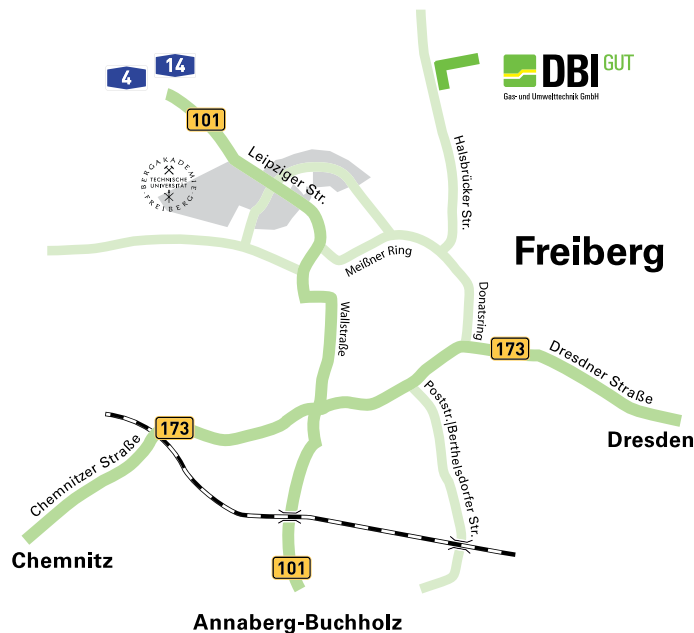 14
4
DBI GUT
Gas- und Umwelttechnik GmbH
101
Leipziger Str.
BERGAKADEMIE
TECHNISCHE
UNIVERSITÄT
FREIBERG
Halsbrücker Str.
Freiberg
Meißner Ring
Donatsring
Wallstraße
173
Dresdner Straße
Dresden
Poststr./Berthelsdorfer Str.
173
Chemnitzer Straße
Chemnitz
101
Annaberg-Buchholz